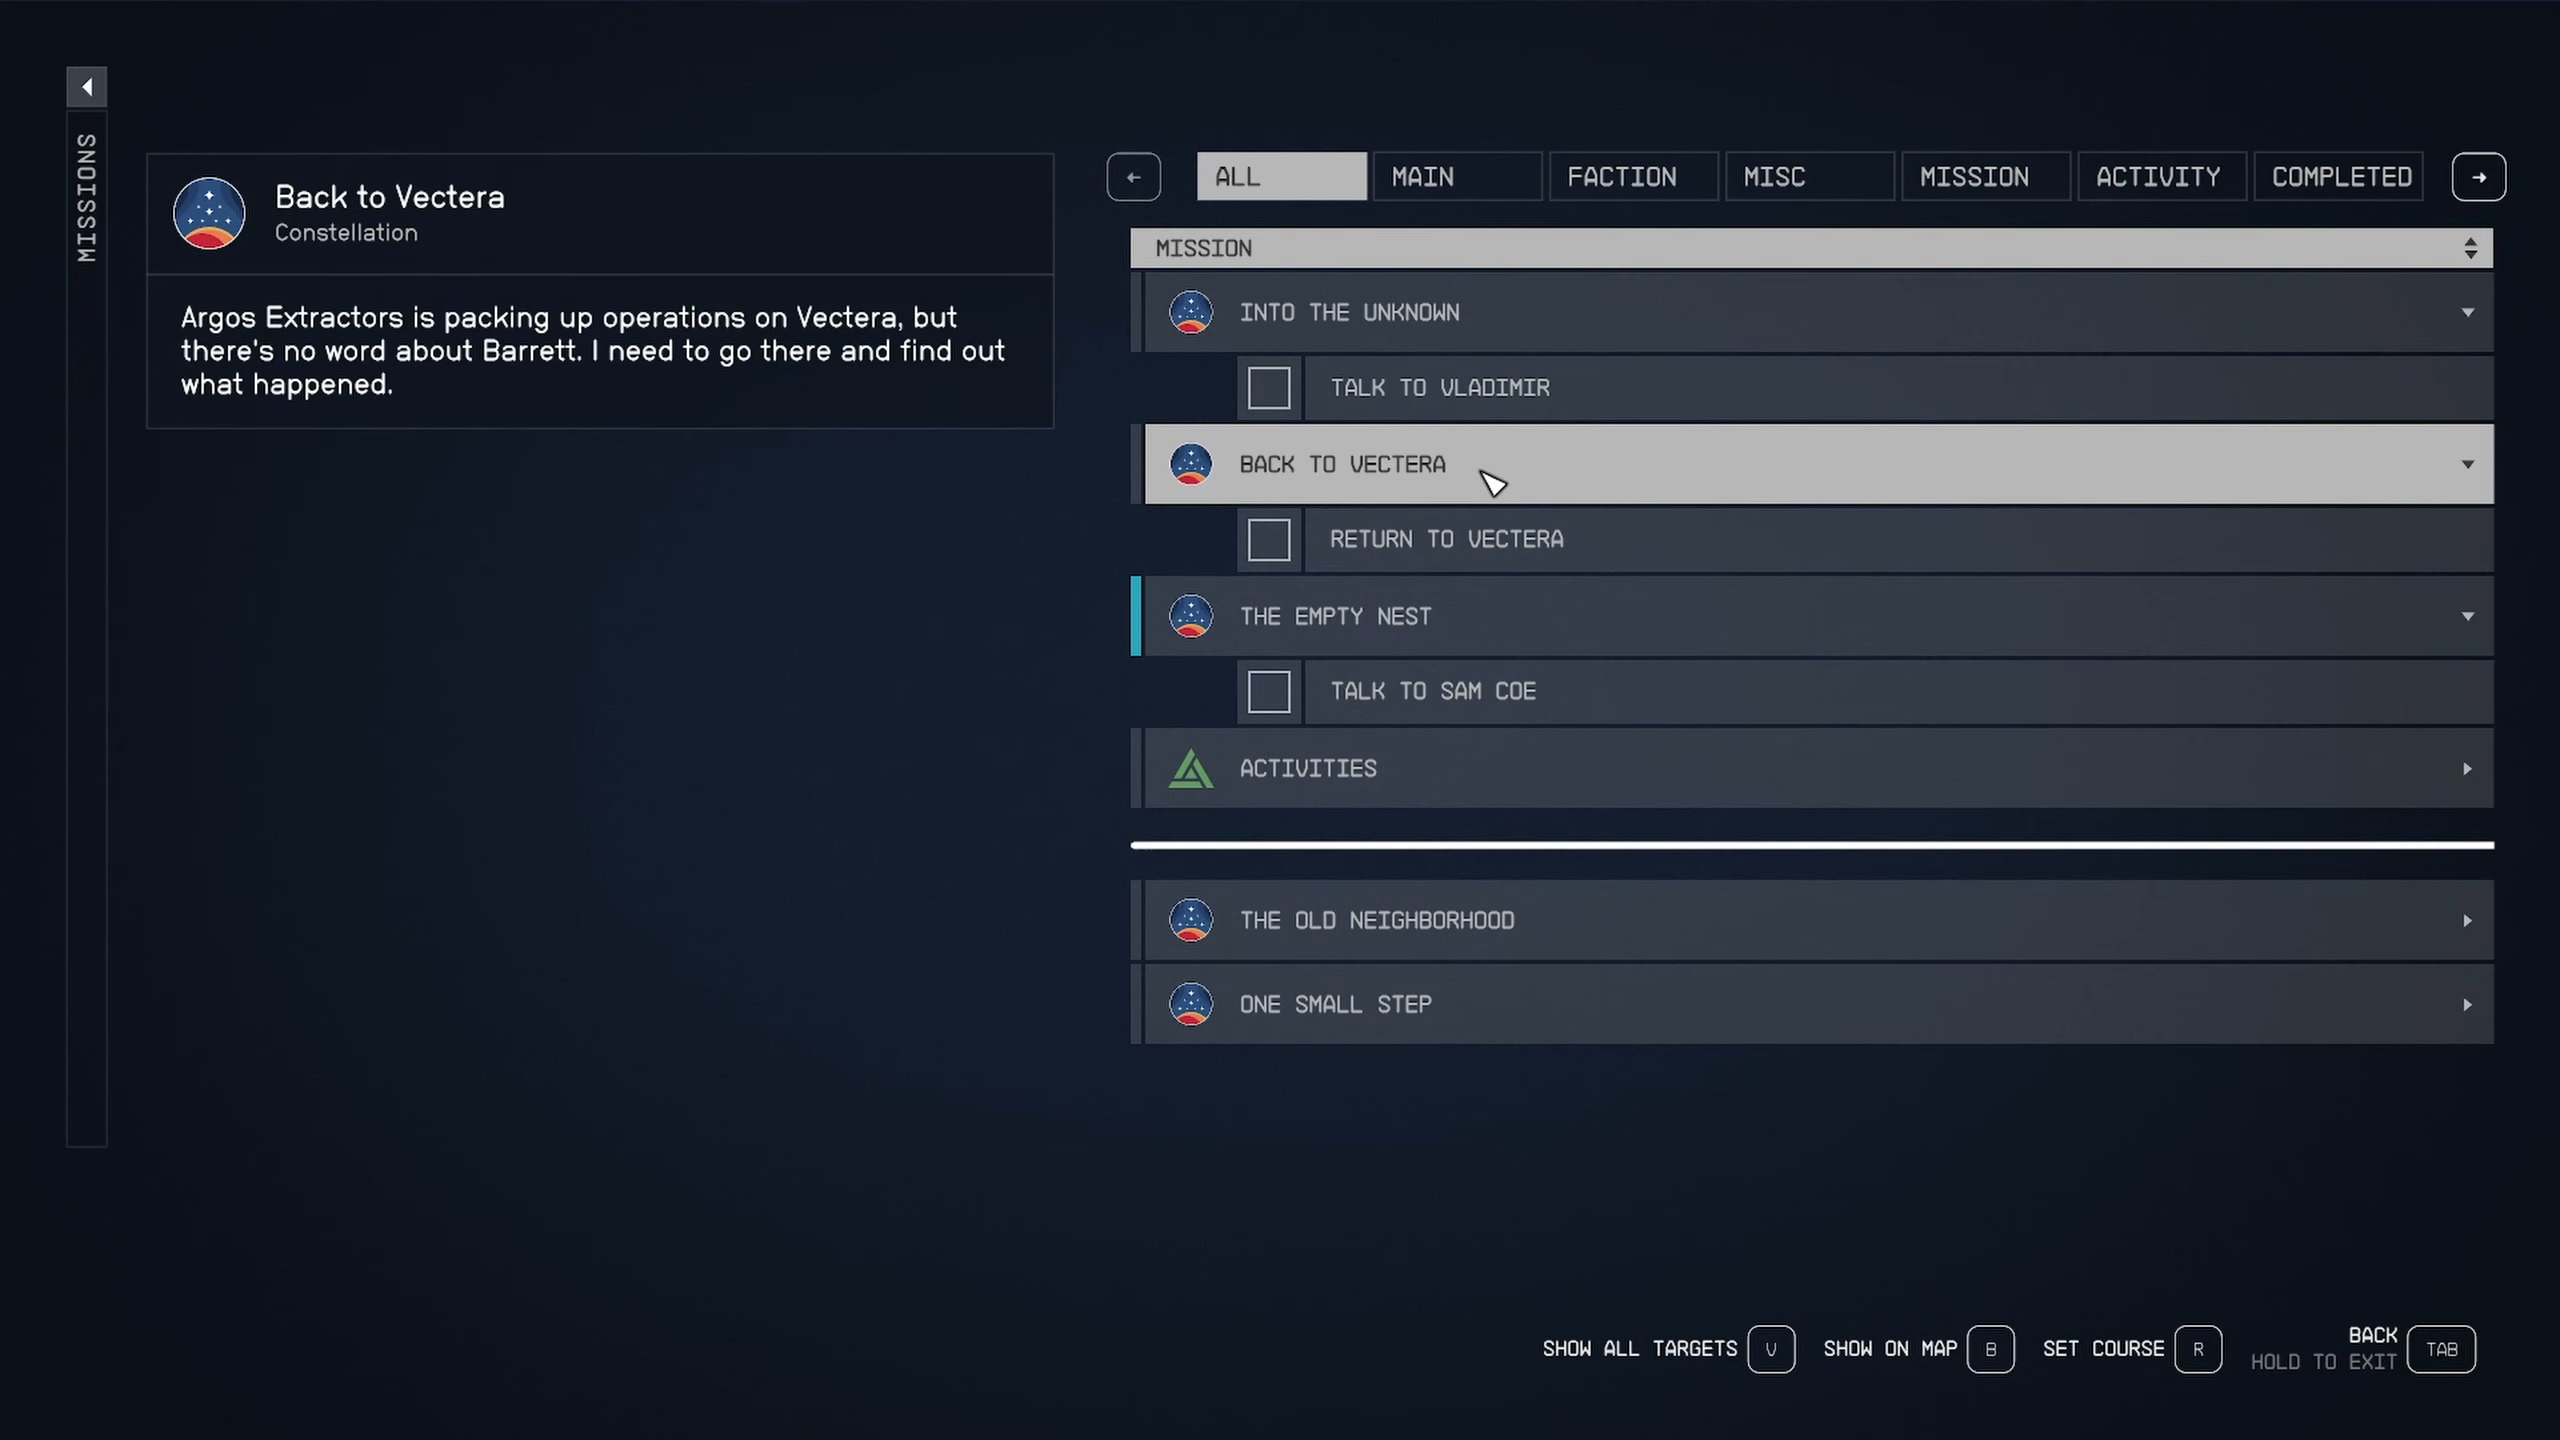 MISSIONS
Back to Vectera
Constellation
Argos Extractors is packing up operations on Vectera, but
there's no word about Barrett. I need to go there and find out
what happened.
ALL
MAIN
FACTION
MISC
MISSION
ACTIVITY
COMPLETED
MISSION
INTO THE UNKNOWN
TALK TO VLADIMIR
BACK TO VECTERA
RETURN TO VECTERA
THE EMPTY NEST
TALK TO SAM COE
ACTIVITIES
THE OLD NEIGHBORHOOD
ONE SMALL STEP
SHOW ALL TARGETS V
SHOW ON MAP B
SET COURSE R
BACK
HOLD TO EXIT
TAB